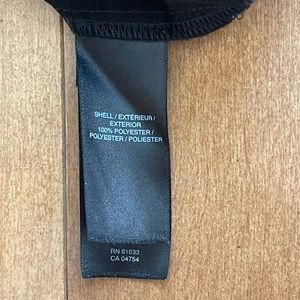 SHELL / EXTÉRIEUR /
EXTERIOR
100% POLYESTER /
POLYESTER / POLIESTER
RN 61633
CA 04754